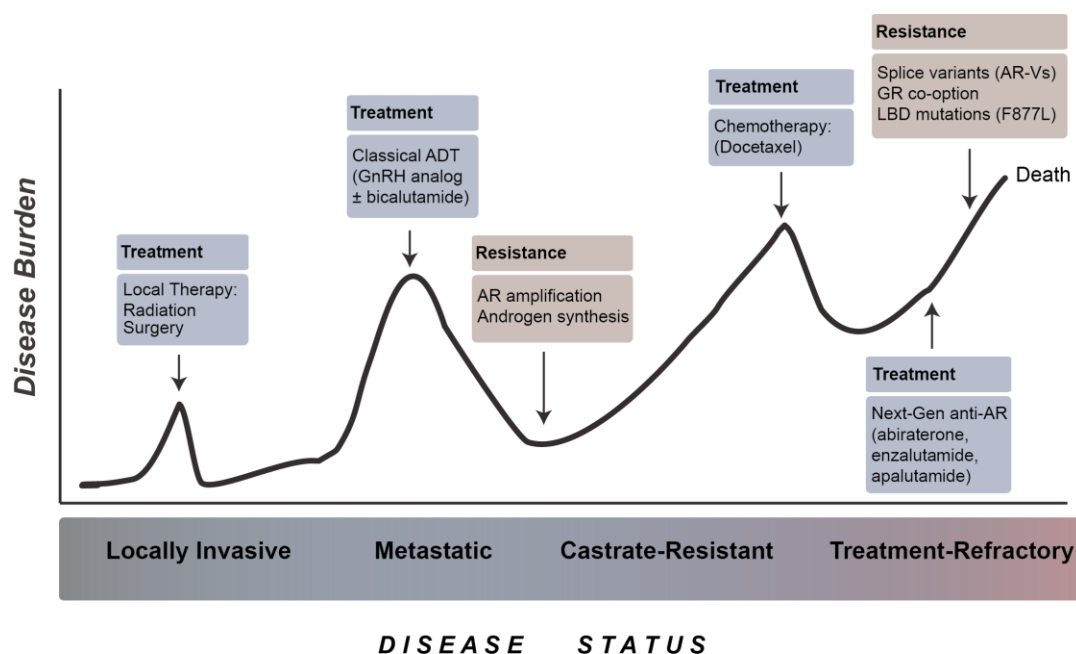 Disease Burden
Treatment
Local Therapy:
Radiation
Surgery
Treatment
Classical ADT
(GnRH analog
± bicalutamide)
Resistance
AR amplification
Androgen synthesis
Treatment
Chemotherapy:
(Docetaxel)
Resistance
Splice variants (AR-Vs)
GR co-option
LBD mutations (F877L)
Death
Treatment
Next-Gen anti-AR
(abiraterone,
enzalutamide,
apalutamide)
Locally Invasive
Metastatic
Castrate-Resistant
Treatment-Refractory
DISEASE STATUS